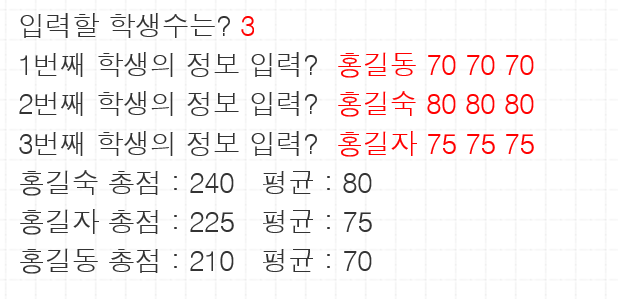 입력할 학생수는? 3
1번째 학생의 정보 입력? 홍길동 70 70 70
2번째 학생의 정보 입력? 홍길숙 80 80 80
3번째 학생의 정보 입력? 홍길자 75 75 75
홍길숙 총점 : 240 평균 : 80
홍길자 총점 : 225 평균 : 75
홍길동 총점 : 210 평균 : 70